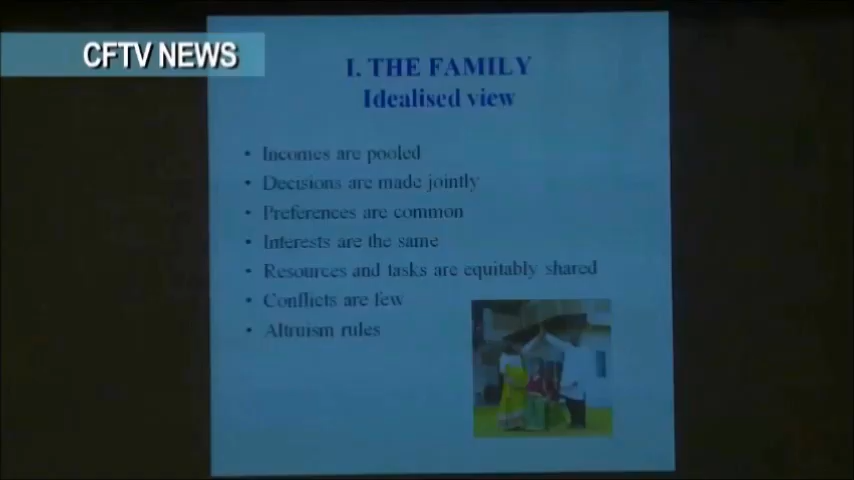 CFTV NEWS
I. THE FAMILY
Idealised view
• Incomes are pooled
• Decisions are made jointly
• Preferences are common
• Interests are the same
• Resources and tasks are equitably shared
• Conflicts are few
• Altruism rules